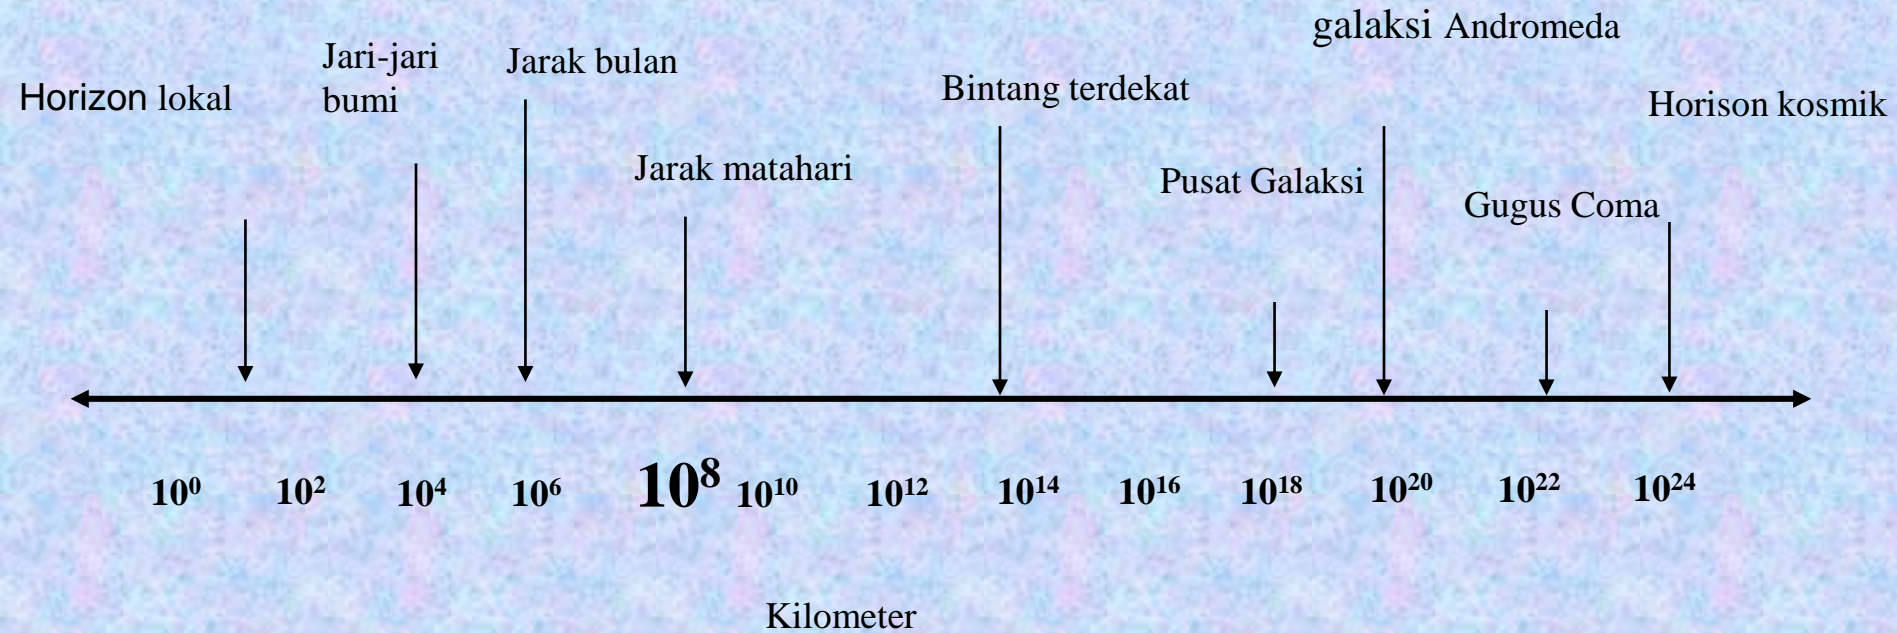 galaksi Andromeda
Jari-jari
bumi
Jarak bulan
Horizon lokal
Bintang terdekat
Horison kosmik
Jarak matahari
Pusat Galaksi
Gugus Coma
10⁰ 10² 10⁴ 10⁶ 10⁸ 10¹⁰ 10¹² 10¹⁴ 10¹⁶ 10¹⁸ 10²⁰ 10²² 10²⁴
Kilometer